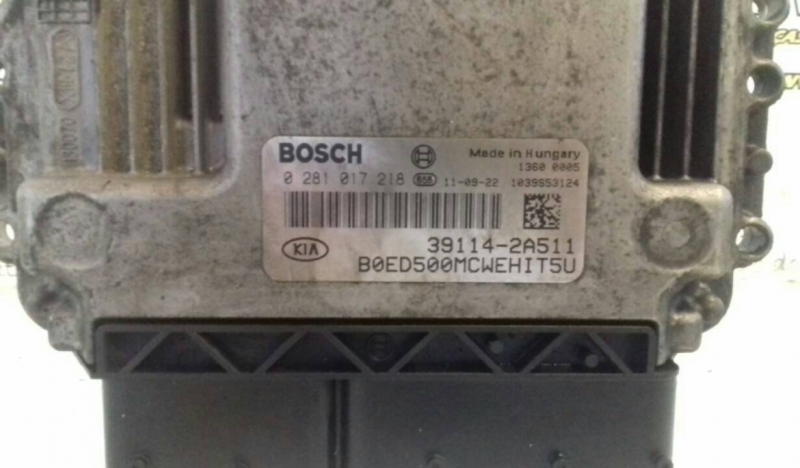 BOSCH
Made in Hungary
1360 0005
0 281 017 218
11-09-22
1039S53124
KIA
39114-2A511
B0ED500MCWEHIT5U